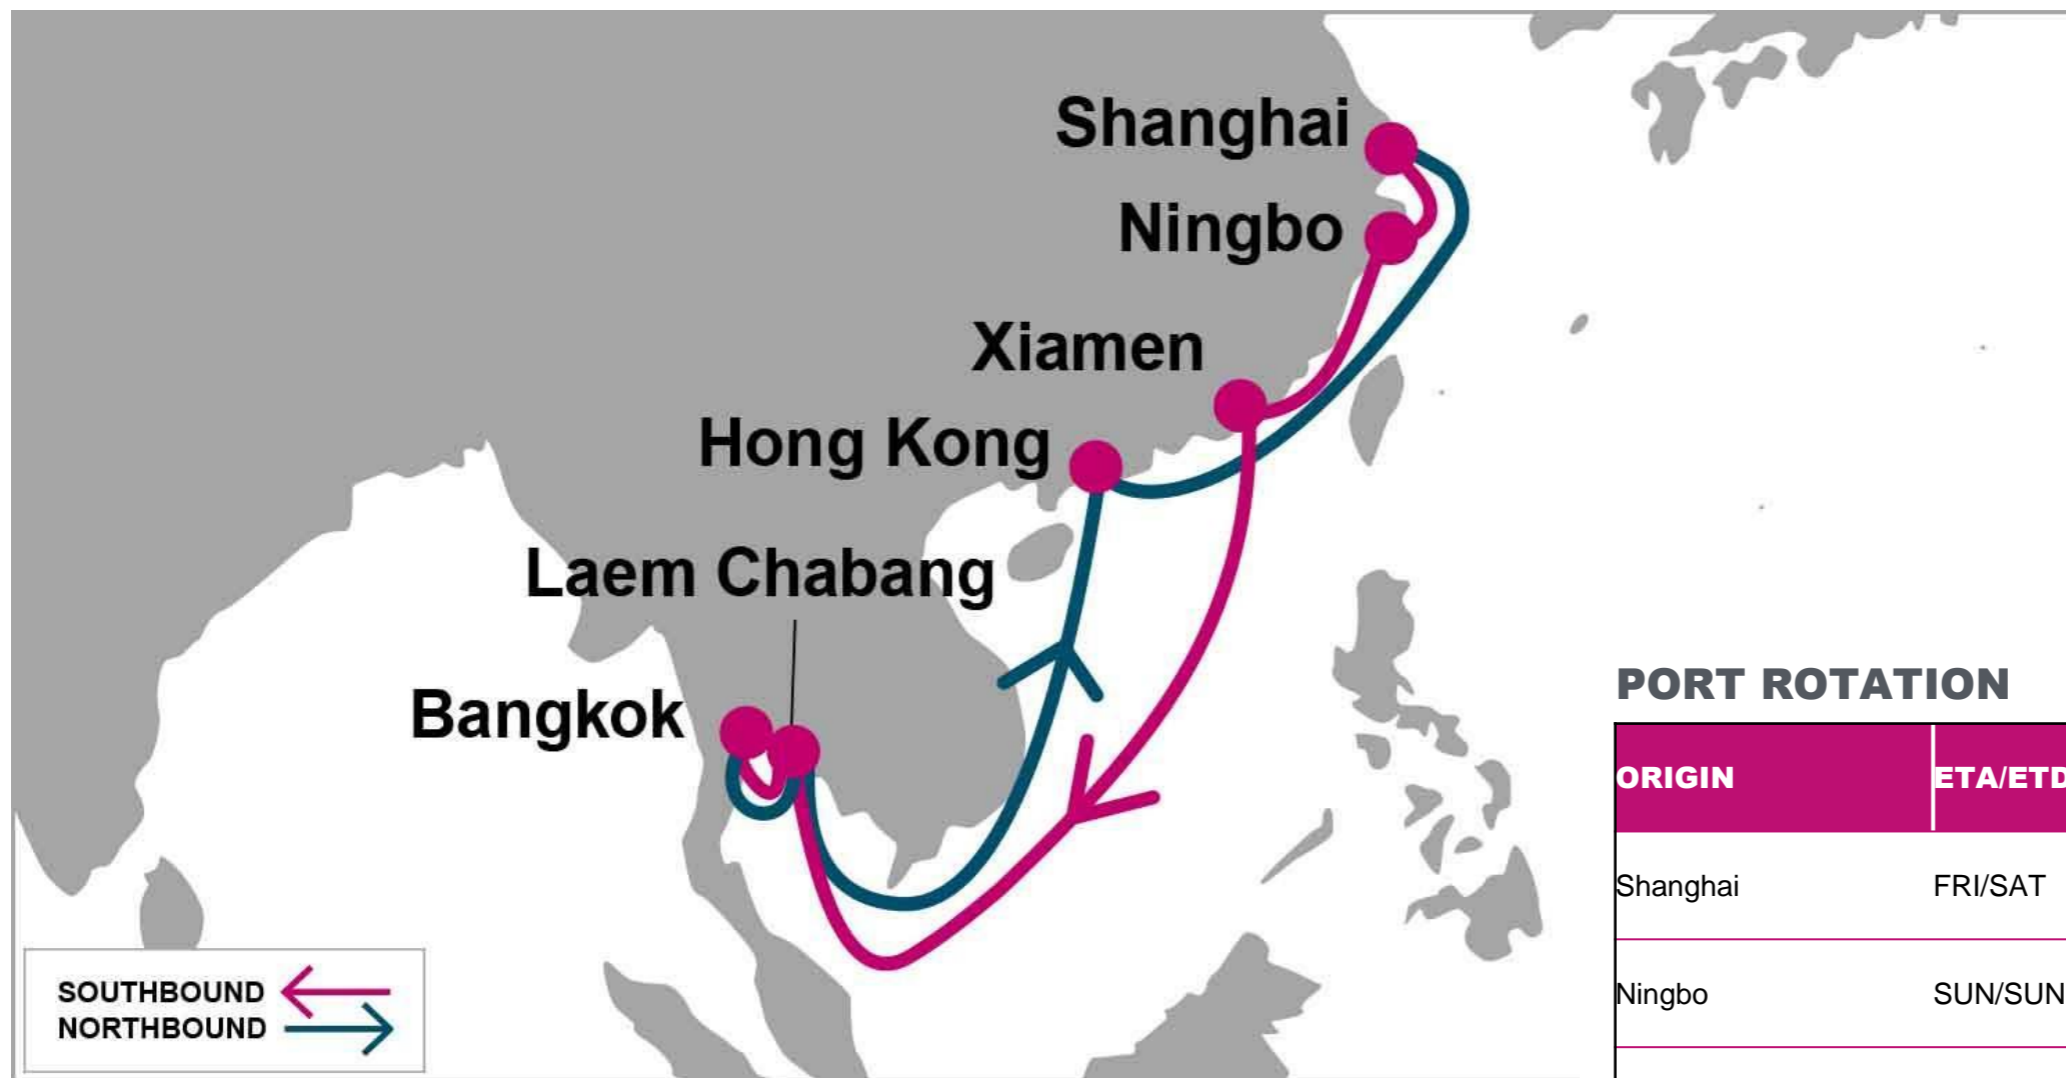 Shanghai
Ningbo
Xiamen
Hong Kong
Laem Chabang
Bangkok
SOUTHBOUND
NORTHBOUND
PORT ROTATION
ORIGIN ETA/ETD
Shanghai FRI/SAT
Ningbo SUN/SUN